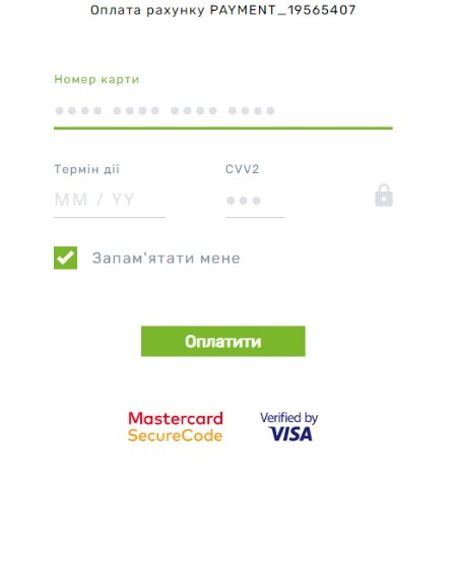 Оплата рахунку PAYMENT_19565407
Номер карти
Термін дії
CVV2
MM / YY
Запам'ятати мене
Оплатити
Mastercard
SecureCode
Verified by
VISA